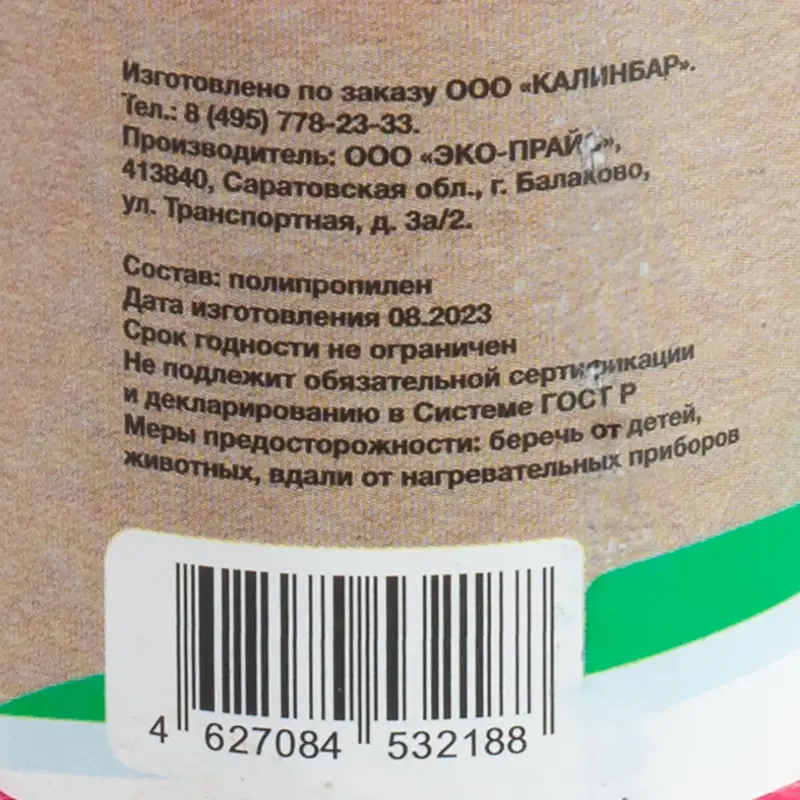 Изготовлено по заказу ООО «КАЛИНБАР».
Тел.: 8 (495) 778-23-33.
Производитель: ООО «ЭКО-ПРАЙС»,
413840, Саратовская обл., г. Балаково,
ул. Транспортная, д. 3а/2.
Состав: полипропилен
Дата изготовления 08.2023
Срок годности не ограничен
Не подлежит обязательной сертификации
и декларированию в Системе ГОСТ Р
Меры предосторожности: беречь от детей,
животных, вдали от нагревательных приборов
4 627084 532188